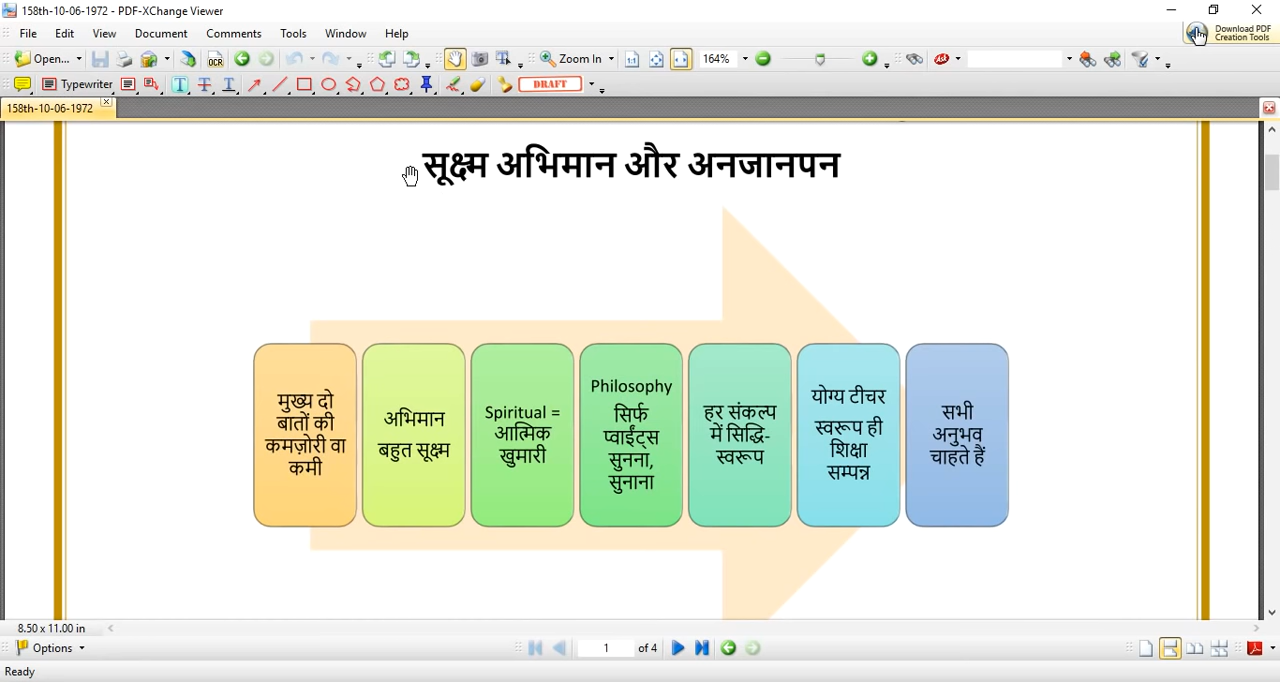 158th-10-06-1972 - PDF-XChange Viewer
File Edit View Document Comments Tools Window Help
Download PDF
Creation Tools
Open... OCR Zoom In 1:1 164%
Typewriter T T T DRAFT
158th-10-06-1972
सूक्ष्म अभिमान और अनजानपन
मुख्य दो
बातों की
कमज़ोरी वा
कमी
अभिमान
बहुत सूक्ष्म
Spiritual =
आत्मिक
खुमारी
Philosophy
सिर्फ
प्वाईंट्स
सुनना,
सुनाना
हर संकल्प
में सिद्धि-
स्वरूप
योग्य टीचर
स्वरूप ही
शिक्षा
सम्पन्न
सभी
अनुभव
चाहते हैं
8.50 x 11.00 in
Options 1 of 4
Ready